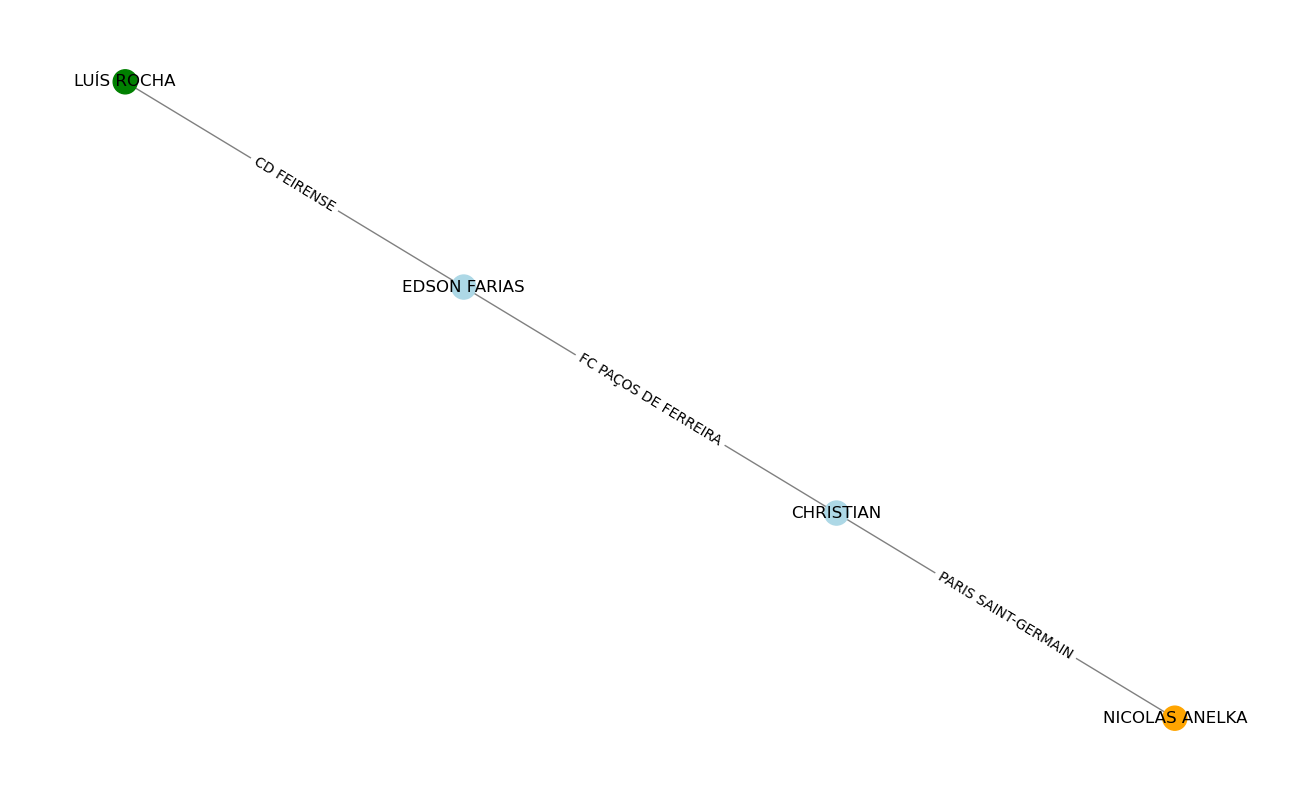 LUÍS ROCHA
CD FEIRENSE
EDSON FARIAS
FC PAÇOS DE FERREIRA
CHRISTIAN
PARIS SAINT-GERMAIN
NICOLAS ANELKA